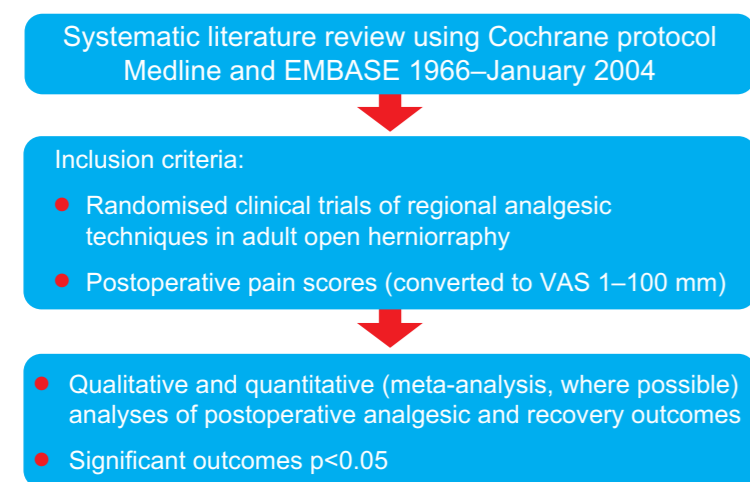 Systematic literature review using Cochrane protocol
Medline and EMBASE 1966–January 2004
Inclusion criteria:
● Randomised clinical trials of regional analgesic
techniques in adult open herniorraphy
● Postoperative pain scores (converted to VAS 1–100 mm)
● Qualitative and quantitative (meta-analysis, where possible)
analyses of postoperative analgesic and recovery outcomes
● Significant outcomes p<0.05